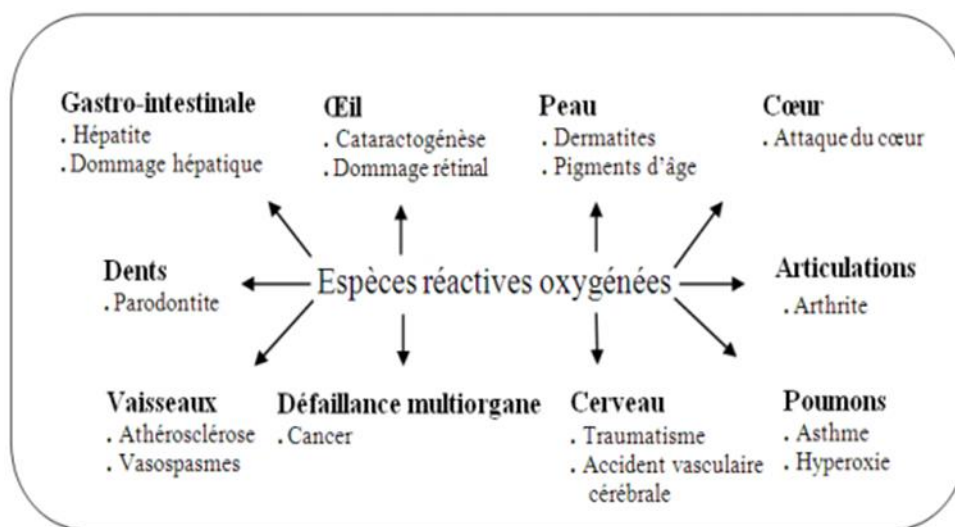 Gastro-intestinale
. Hépatite
. Dommage hépatique
Œil
. Cataractogénèse
. Dommage rétinal
Peau
. Dermatites
. Pigments d'âge
Cœur
. Attaque du cœur
Dents
. Parodontite
Espèces réactives oxygénées
Articulations
. Arthrite
Vaisseaux
. Athérosclérose
. Vasospasmes
Défaillance multiorgane
. Cancer
Cerveau
. Traumatisme
. Accident vasculaire
cérébrale
Poumons
. Asthme
. Hyperoxie